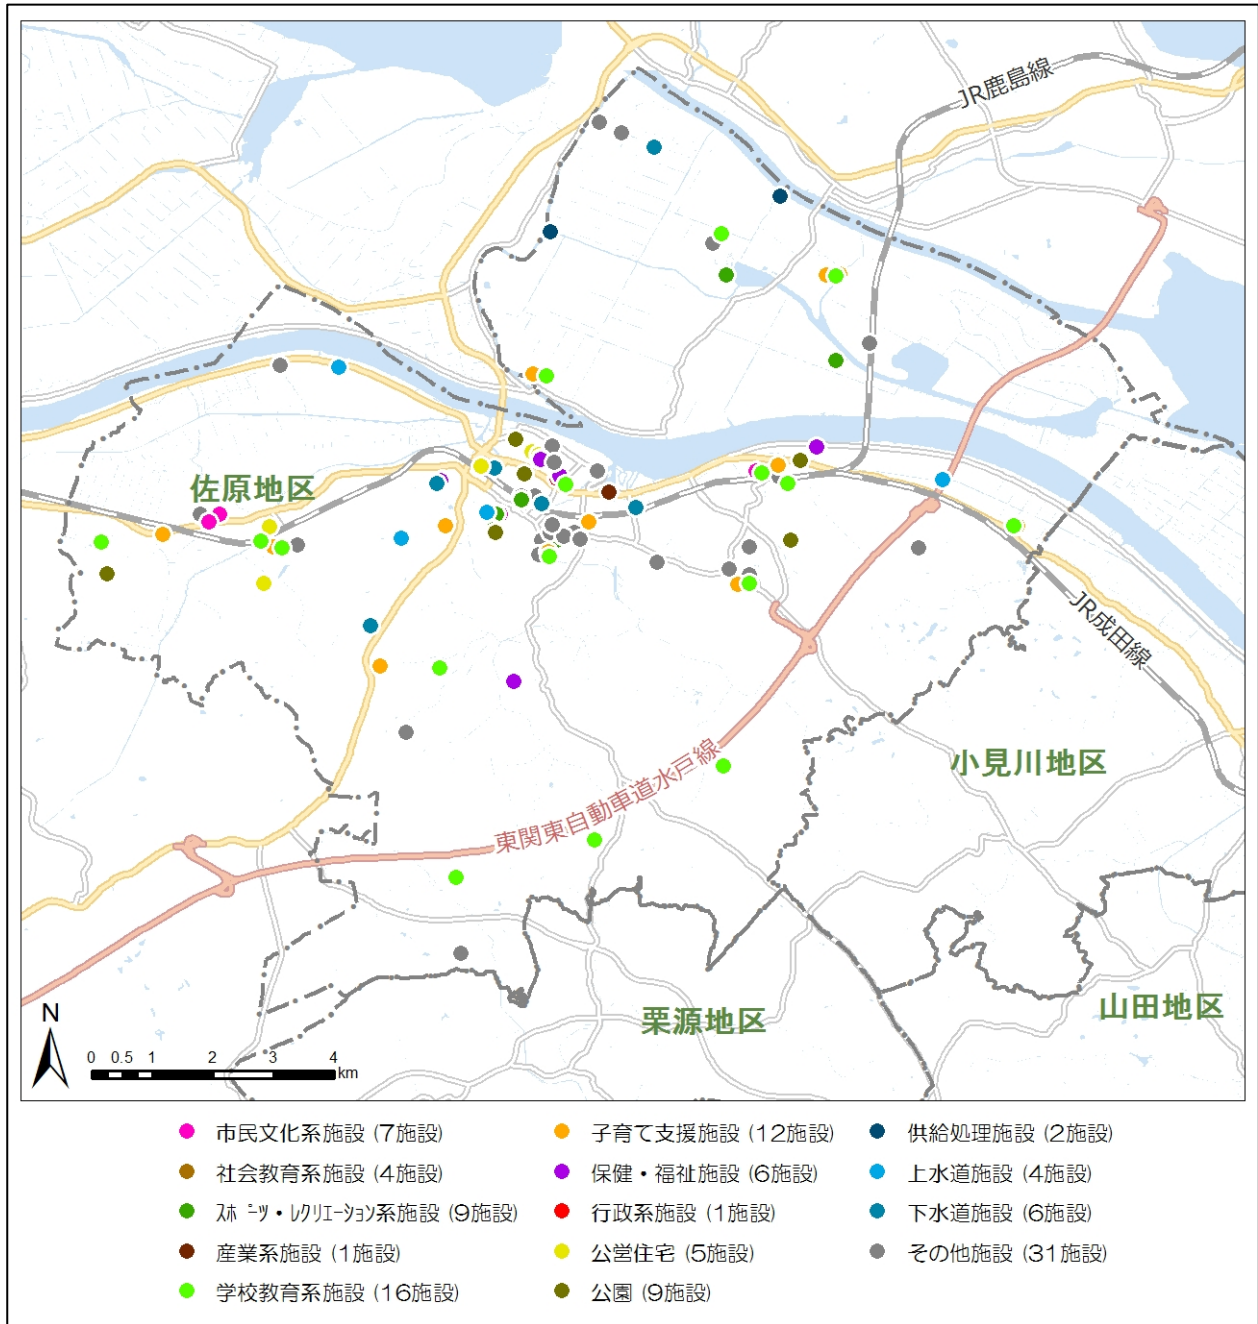 JR鹿島線
佐原地区
JR成田線
小見川地区
東関東自動車道水戸線
山田地区
栗源地区
N
0 0.5 1 2 3 4
km
市民文化系施設 (7施設)
子育て支援施設 (12施設)
供給処理施設 (2施設)
社会教育系施設 (4施設)
保健・福祉施設 (6施設)
上水道施設 (4施設)
ｽﾎﾟｰﾂ・ﾚｸﾘｴｰｼｮﾝ系施設 (9施設)
行政系施設 (1施設)
下水道施設 (6施設)
産業系施設 (1施設)
公営住宅 (5施設)
その他施設 (31施設)
学校教育系施設 (16施設)
公園 (9施設)